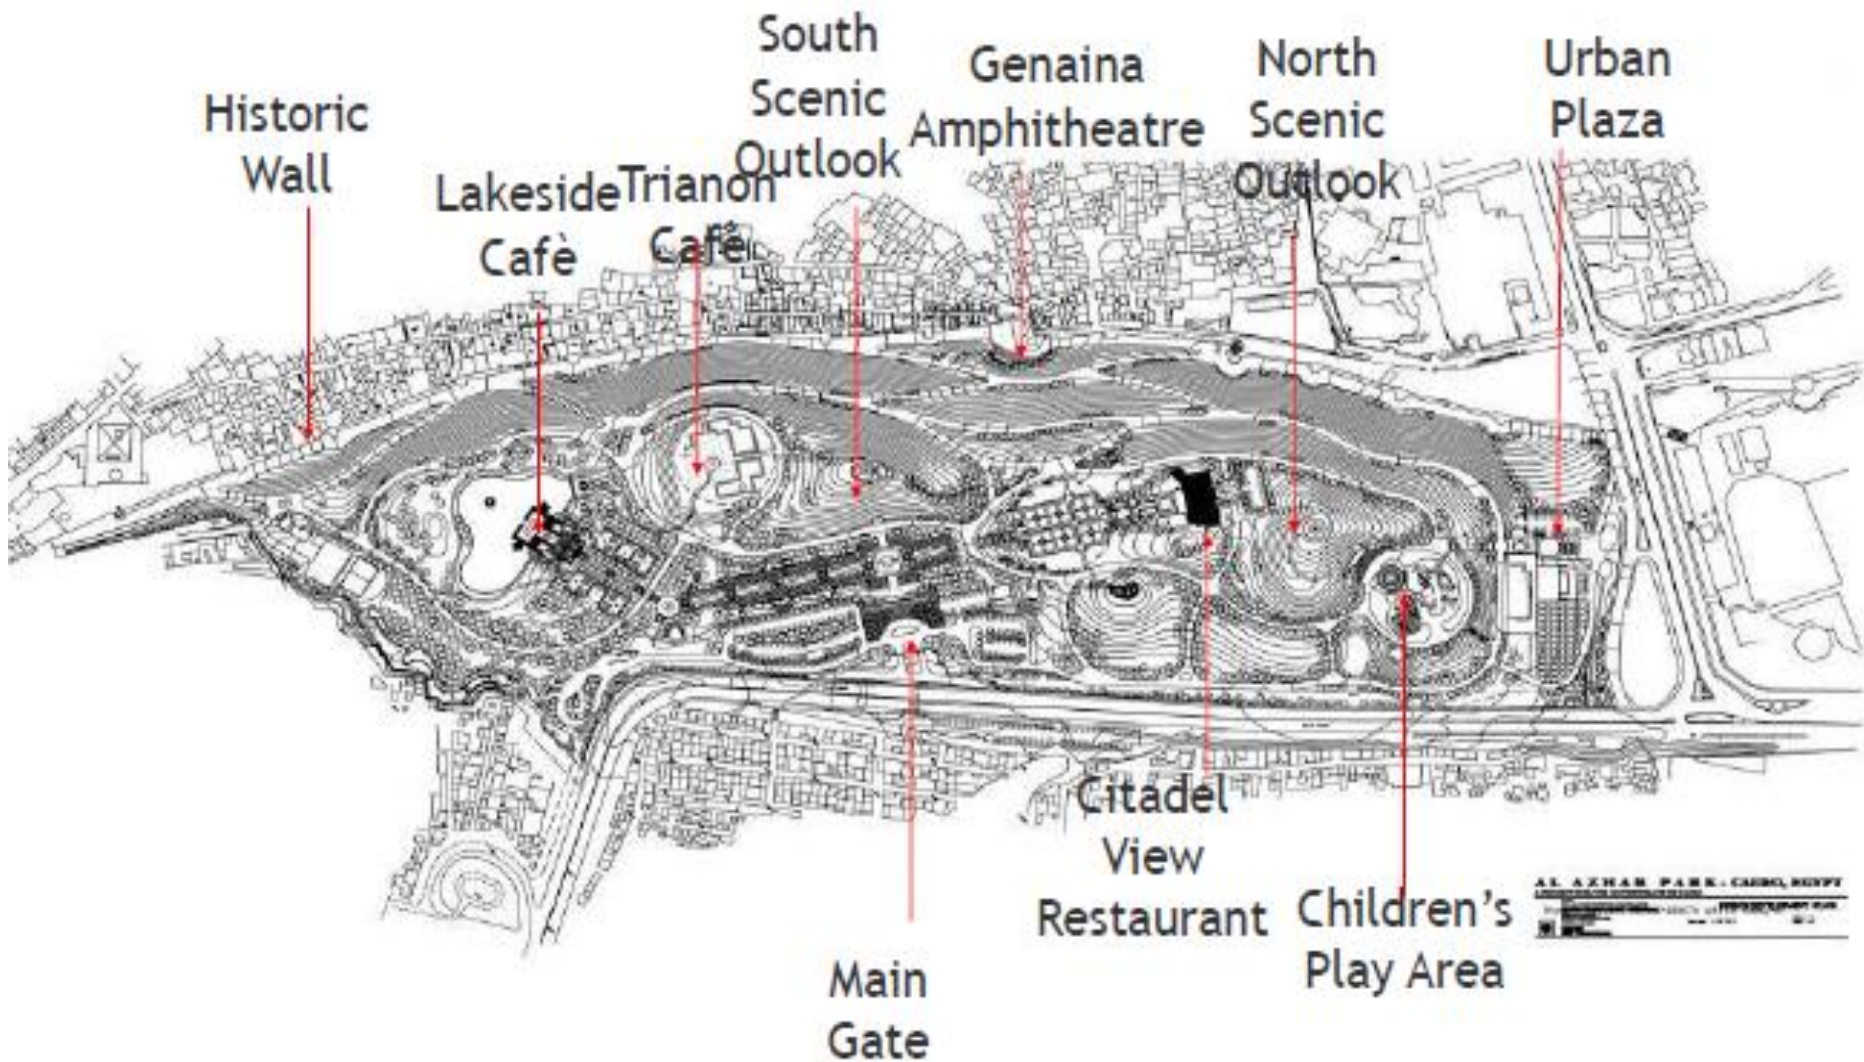 Historic
Wall
Lakeside
Cafè
Trianon
Cafè
South
Scenic
Outlook
Genaina
Amphitheatre
North
Scenic
Outlook
Urban
Plaza
Main
Gate
Citadel
View
Restaurant
Children’s
Play Area
AL AZHAR PARK : CAIRO, EGYPT